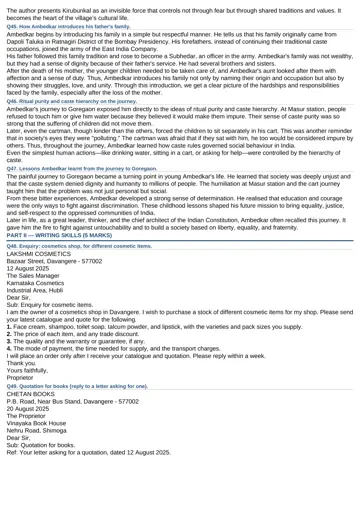 The author presents Kirubunikal as an invisible force that controls not through fear but through shared traditions and values. It
becomes the heart of the village's cultural life.
Q45. How Ambedkar introduces his father's family.
Ambedkar begins by introducing his family in a simple but respectful manner. He tells us that his family originally came from
Dapoli Taluka in Ratnagiri District of the Bombay Presidency. His forefathers, instead of continuing their traditional caste
occupations, joined the army of the East India Company.
His father followed this family tradition and rose to become a Subhedar, an officer in the army. Ambedkar's family was not wealthy,
but they had a sense of dignity because of their father's service. He had several brothers and sisters.
After the death of his mother, the younger children needed to be taken care of, and Ambedkar's aunt looked after them with
affection and a sense of duty. Thus, Ambedkar introduces his family not only by naming their origin and occupation but also by
showing their struggles, love, and unity. Through this introduction, we get a clear picture of the hardships and responsibilities
faced by the family, especially after the loss of the mother.
Q46. Ritual purity and caste hierarchy on the journey.
Ambedkar's journey to Goregaon exposed him directly to the ideas of ritual purity and caste hierarchy. At Masur station, people
refused to touch him or give him water because they believed it would make them impure. Their sense of caste purity was so
strong that the suffering of children did not move them.
Later, even the cartman, though kinder than the others, forced the children to sit separately in his cart. This was another reminder
that in society's eyes they were "polluting." The cartman was afraid that if they sat with him, he too would be considered impure by
others. Thus, throughout the journey, Ambedkar learned how caste rules governed social behaviour in India.
Even the simplest human actions—like drinking water, sitting in a cart, or asking for help—were controlled by the hierarchy of
caste.
Q47. Lessons Ambedkar learnt from the journey to Goregaon.
The painful journey to Goregaon became a turning point in young Ambedkar's life. He learned that society was deeply unjust and
that the caste system denied dignity and humanity to millions of people. The humiliation at Masur station and the cart journey
taught him that the problem was not just personal but social.
From these bitter experiences, Ambedkar developed a strong sense of determination. He realised that education and courage
were the only ways to fight against discrimination. These childhood lessons shaped his future mission to bring equality, justice,
and self-respect to the oppressed communities of India.
Later in life, as a great leader, thinker, and the chief architect of the Indian Constitution, Ambedkar often recalled this journey. It
gave him the fire to fight against untouchability and to build a society based on liberty, equality, and fraternity.
PART II — WRITING SKILLS (5 MARKS)
Q48. Enquiry: cosmetics shop, for different cosmetic items.
LAKSHMI COSMETICS
Bazaar Street, Davangere - 577002
12 August 2025
The Sales Manager
Karnataka Cosmetics
Industrial Area, Hubli
Dear Sir,
Sub: Enquiry for cosmetic items.
I am the owner of a cosmetics shop in Davangere. I wish to purchase a stock of different cosmetic items for my shop. Please send
your latest catalogue and quote for the following.
1. Face cream, shampoo, toilet soap, talcum powder, and lipstick, with the varieties and pack sizes you supply.
2. The price of each item, and any trade discount.
3. The quality and the warranty or guarantee, if any.
4. The mode of payment, the time needed for supply, and the transport charges.
I will place an order only after I receive your catalogue and quotation. Please reply within a week.
Thank you.
Yours faithfully,
Proprietor
Q49. Quotation for books (reply to a letter asking for one).
CHETAN BOOKS
P.B. Road, Near Bus Stand, Davangere - 577002
20 August 2025
The Proprietor
Vinayaka Book House
Nehru Road, Shimoga
Dear Sir,
Sub: Quotation for books.
Ref: Your letter asking for a quotation, dated 12 August 2025.